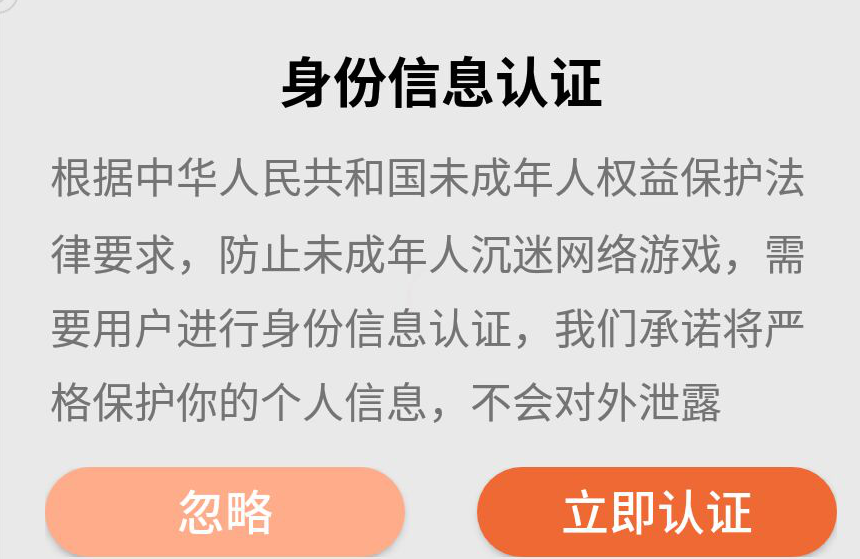 身份信息认证
根据中华人民共和国未成年人权益保护法
律要求，防止未成年人沉迷网络游戏，需
要用户进行身份信息认证，我们承诺将严
格保护你的个人信息，不会对外泄露
忽略
立即认证